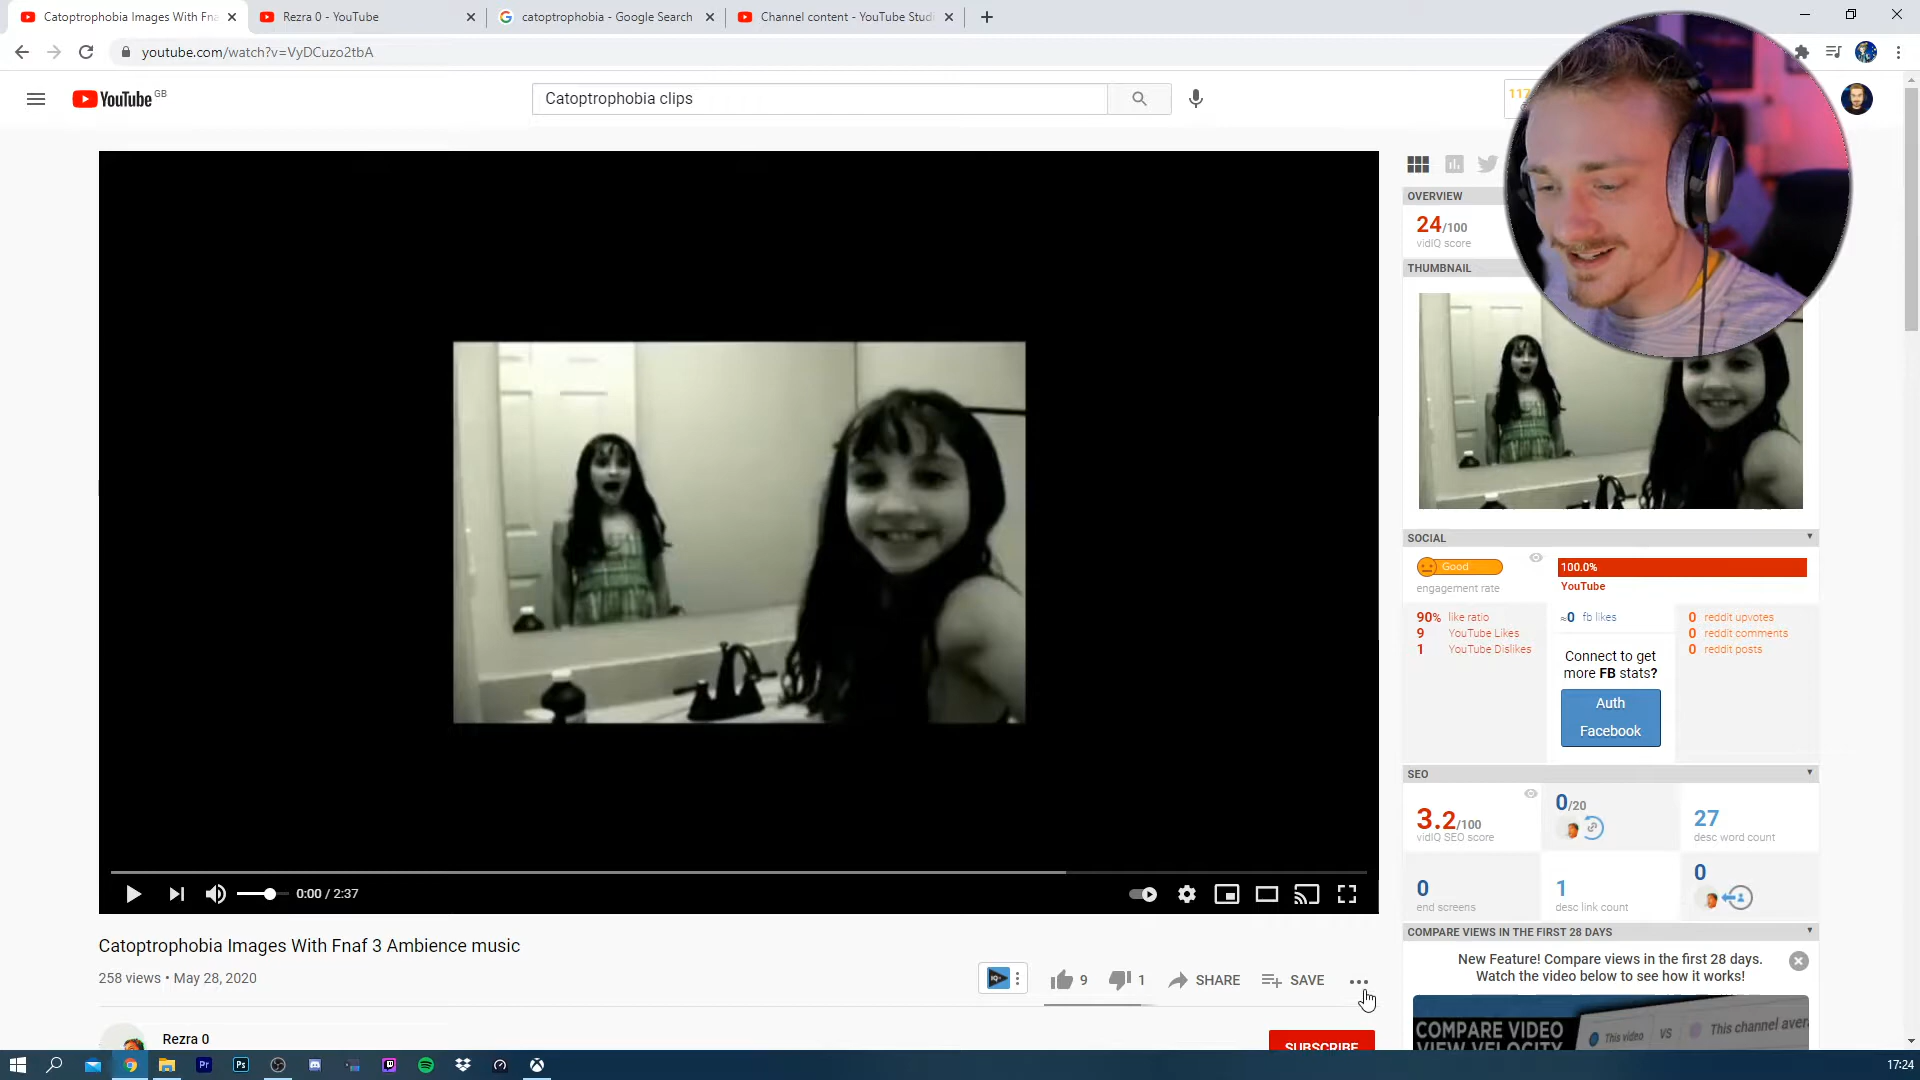 Catoptrophobia Images With Fna
Rezra 0 - YouTube
catoptrophobia - Google Search
Channel content - YouTube Studi
youtube.com/watch?v=VyDCuzo2tbA
YouTube GB
Catoptrophobia clips
117
OVERVIEW
24/100
vidIQ score
THUMBNAIL
SOCIAL
Good
engagement rate
100.0%
YouTube
90% like ratio
9 YouTube Likes
1 YouTube Dislikes
≈0 fb likes
Connect to get
more FB stats?
Auth
Facebook
0 reddit upvotes
0 reddit comments
0 reddit posts
SEO
3.2/100
vidIQ SEO score
0/20
27
desc word count
0
end screens
1
desc link count
0
COMPARE VIEWS IN THE FIRST 28 DAYS
New Feature! Compare views in the first 28 days.
Watch the video below to see how it works!
COMPARE VIDEO
VIEW VELOCITY
This video
VS
This channel aver
0:00 / 2:37
Catoptrophobia Images With Fnaf 3 Ambience music
258 views • May 28, 2020
9
1
SHARE
SAVE
Rezra 0
SUBSCRIBE
Pr
Ps
17:24